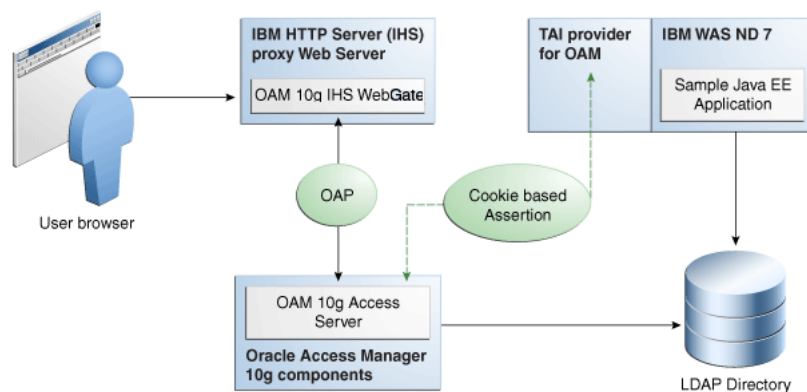 IBM HTTP Server (IHS)
proxy Web Server
OAM 10g IHS WebGate
TAI provider
for OAM
IBM WAS ND 7
Sample Java EE
Application
User browser
OAP
Cookie based
Assertion
OAM 10g Access
Server
Oracle Access Manager
10g components
LDAP Directory